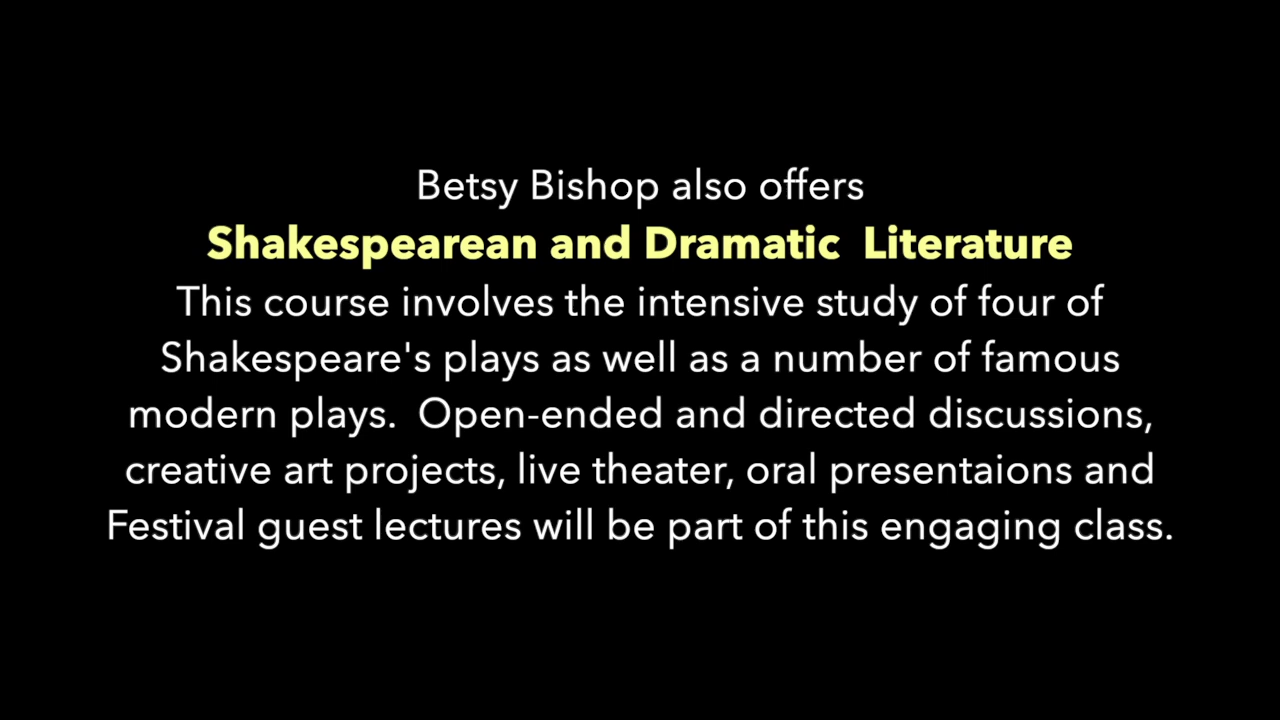 Betsy Bishop also offers
Shakespearean and Dramatic  Literature
This course involves the intensive study of four of
Shakespeare's plays as well as a number of famous
modern plays.  Open-ended and directed discussions,
creative art projects, live theater, oral presentaions and
Festival guest lectures will be part of this engaging class.